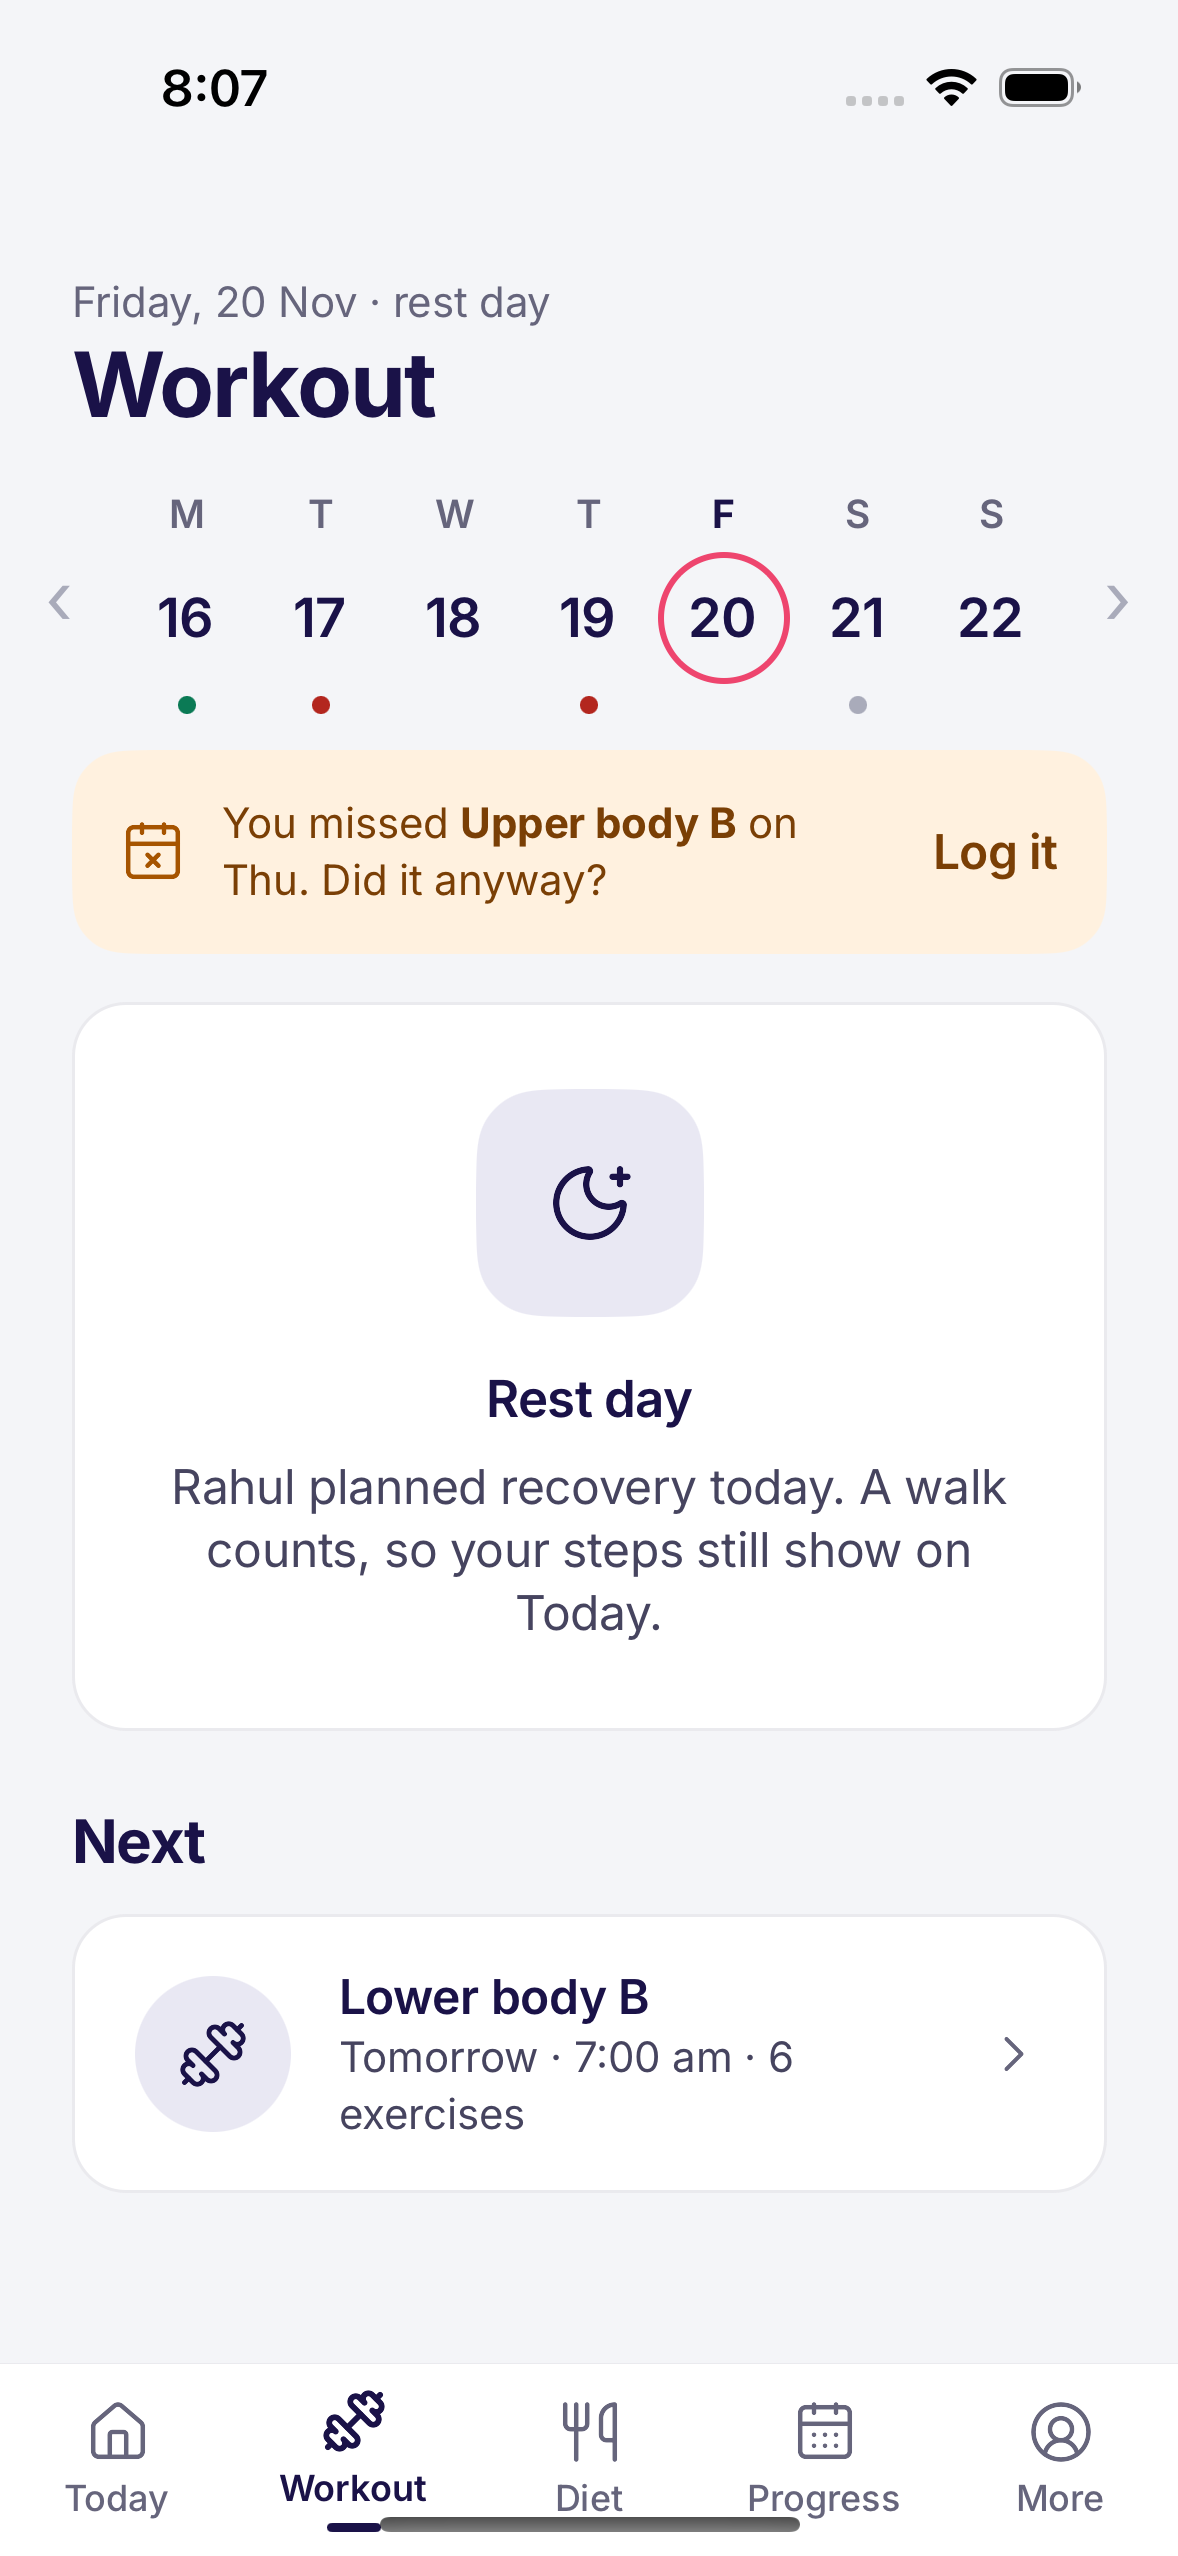 8:07
Friday, 20 Nov · rest day
Workout
M T W T F S S
16 17 18 19 20 21 22
You missed Upper body B on
Thu. Did it anyway?
Log it
Rest day
Rahul planned recovery today. A walk
counts, so your steps still show on
Today.
Next
Lower body B
Tomorrow · 7:00 am · 6
exercises
Today Workout Diet Progress More